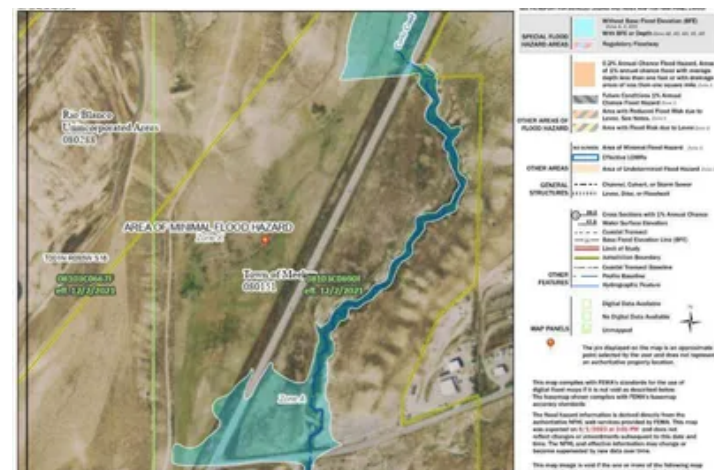 Rio Blanco
Unincorporated Areas
080288
AREA OF MINIMAL FLOOD HAZARD
Zone X
Town of Meeker
080151
eff. 12/2/2021
eff. 12/2/2021
Zone A
SPECIAL FLOOD
HAZARD AREAS
Without Base Flood Elevation (BFE)
With BFE or Depth
Regulatory Floodway
0.2% Annual Chance Flood Hazard, Areas
of 1% annual chance flood with average
depth less than one foot or with drainage
areas of less than one square mile
Future Conditions 1% Annual
Chance Flood Hazard
Area with Reduced Flood Risk due to
Levee. See Notes.
Area with Flood Risk due to Levee
OTHER AREAS OF
FLOOD HAZARD
Area of Minimal Flood Hazard
Effective LOMRs
OTHER AREAS
Area of Undetermined Flood Hazard
GENERAL
STRUCTURES
Channel, Culvert, or Storm Sewer
Levee, Dike, or Floodwall
Cross Sections with 1% Annual Chance
Water Surface Elevation
Coastal Transect
Base Flood Elevation Line (BFE)
Limit of Study
Jurisdiction Boundary
Coastal Transect Baseline
OTHER
FEATURES
Profile Baseline
Hydrographic Feature
Digital Data Available
No Digital Data Available
MAP PANELS
Unmapped
The pin displayed on the map is an approximate
point selected by the user and does not represent
an authoritative property location.
This map complies with FEMA's standards for the use of
digital flood maps if it is not void as described below.
The basemap shown complies with FEMA's basemap
accuracy standards
The flood hazard information is derived directly from the
authoritative NFHL web services provided by FEMA. This map
was exported on and does not
reflect changes or amendments subsequent to this date and
time. The NFHL and effective information may change or
become superseded by new data over time.
This map image is void if the one or more of the following map